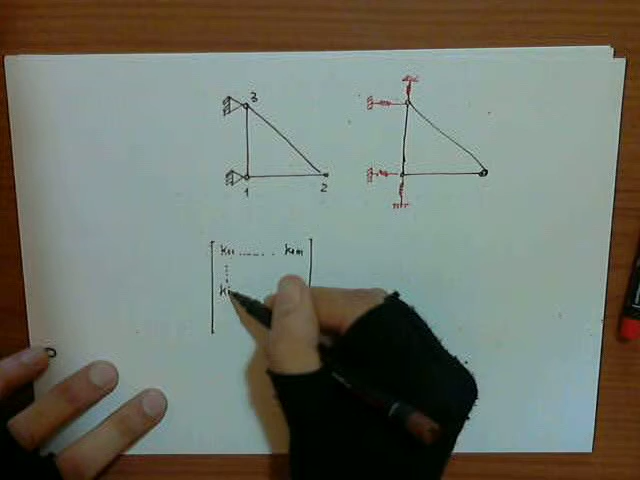 3
1
2
k₁₁ ....... k₁m
k